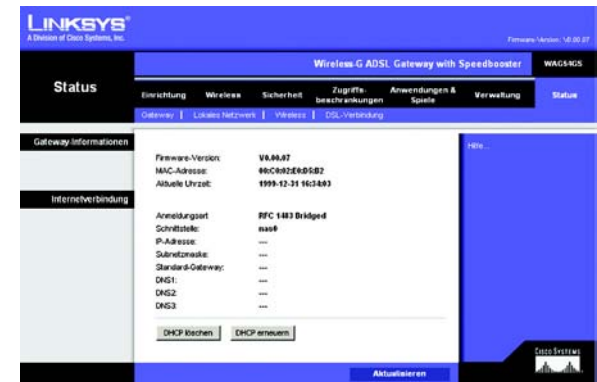 LINKSYS®
A Division of Cisco Systems, Inc.
Firmware Version: V0.00.07
Wireless-G ADSL Gateway with Speedbooster WAG54GS
Status
Einrichtung Wireless Sicherheit Zugriffs-beschränkungen Anwendungen & Spiele Verwaltung Status
Gateway | Lokales Netzwerk | Wireless | DSL-Verbindung
Gateway-Informationen
Hilfe...
Firmware-Version: V0.00.07
MAC-Adresse: 00:C0:02:E0:D5:B2
Aktuelle Uhrzeit: 1999-12-31 16:34:03
Internetverbindung
Anmeldungsart RFC 1483 Bridged
Schnittstelle: nas0
IP-Adresse: ---
Subnetzmaske: ---
Standard-Gateway: ---
DNS1: ---
DNS2: ---
DNS3: ---
DHCP löschen DHCP erneuern
Aktualisieren
CISCO SYSTEMS